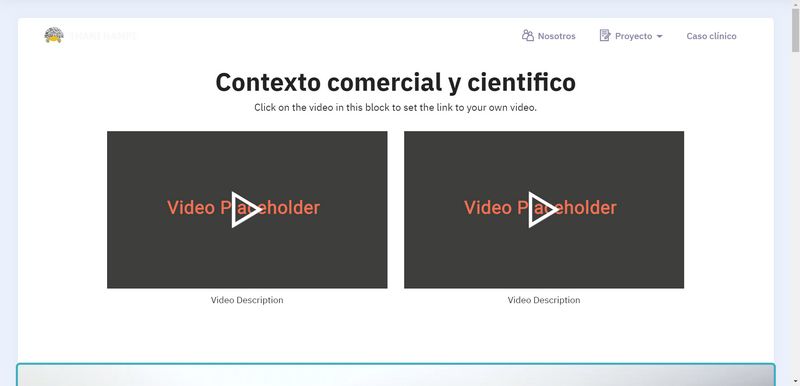 Nosotros
Proyecto
Caso clínico
Contexto comercial y cientifico
Click on the video in this block to set the link to your own video.
Video Placeholder
Video Placeholder
Video Description
Video Description